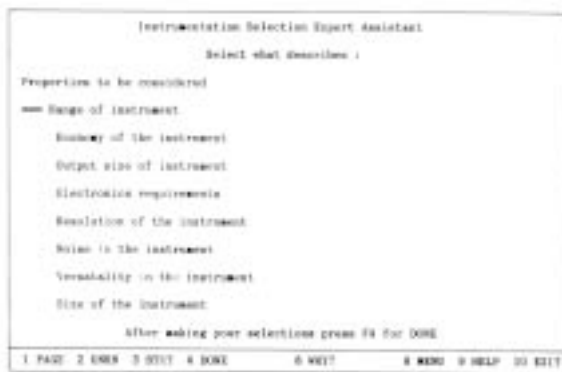 Instrumentation Selection Expert Assistant
Select what describes :
Properties to be considered
Range of instrument
Economy of the instrument
Output size of instrument
Electronics requirements
Resolution of the instrument
Noise in the instrument
in the instrument
Size of the instrument
After making your selections press F4 for DONE
1 PAGE 2 UNKN 3 4 DONE 6 WHY? 8 MENU 9 HELP 10 EXIT